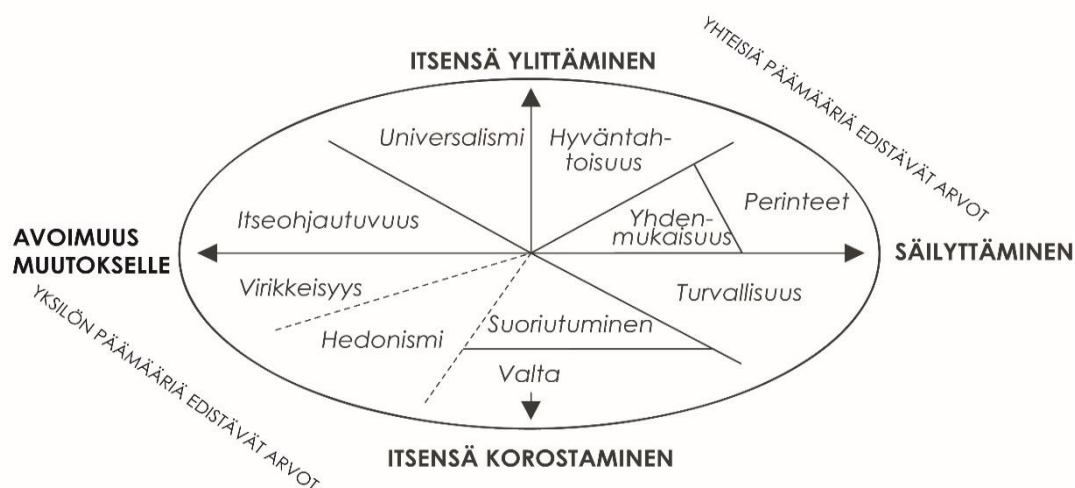 ITSENSÄ YLITTÄMINEN
YHTEISIÄ PÄÄMÄÄRIÄ EDISTÄVÄT ARVOT
Universalismi
Hyväntah-
toisuus
Perinteet
Itseohjautuvuus
Yhden-
mukaisuus
AVOIMUUS
MUUTOKSELLE
SÄILYTTÄMINEN
Virikkeisyys
Turvallisuus
Hedonismi
Suoriutuminen
Valta
YKSILÖN PÄÄMÄÄRIÄ EDISTÄVÄT ARVOT
ITSENSÄ KOROSTAMINEN